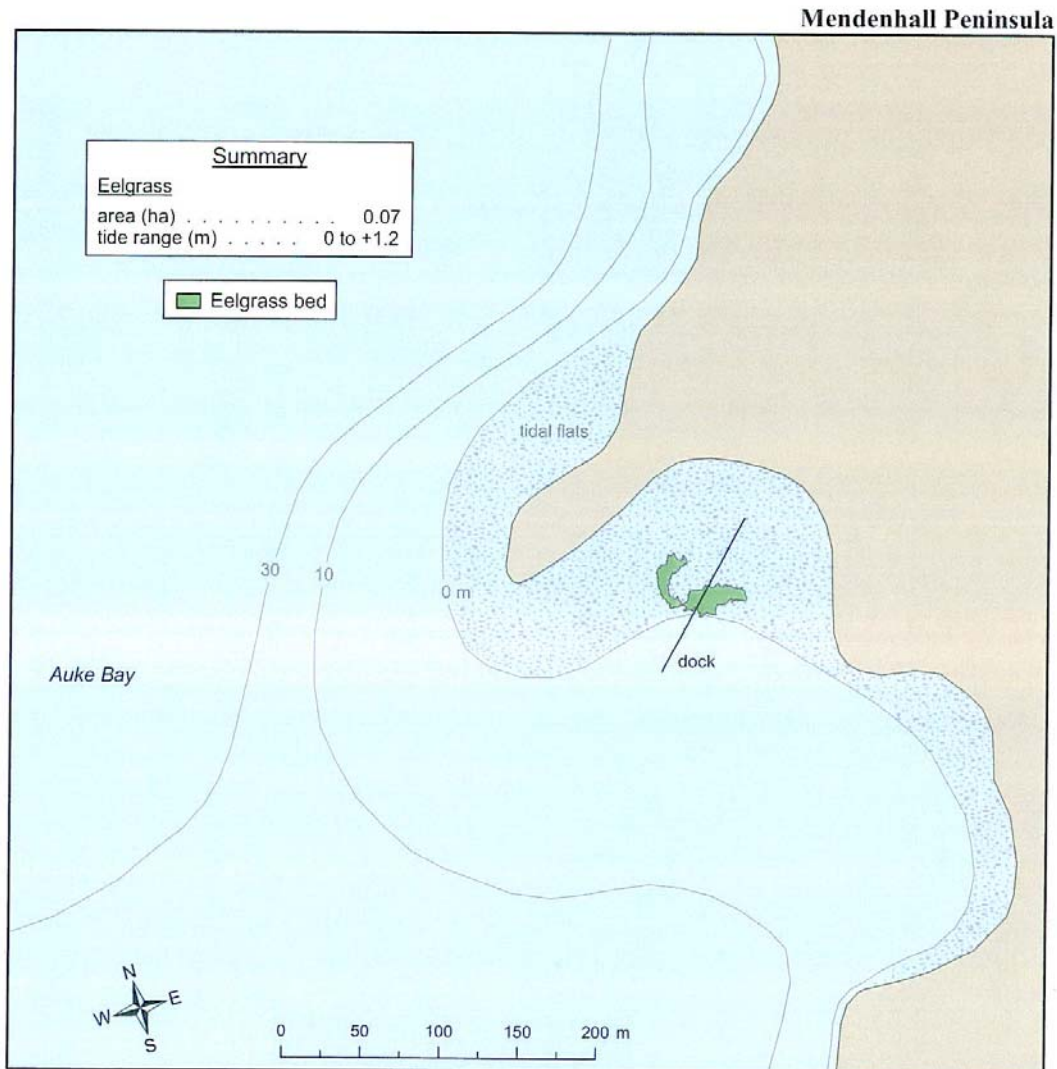 Mendenhall Peninsula
Summary
Eelgrass
area (ha) . . . . . . . . . . 0.07
tide range (m) . . . . . 0 to +1.2
Eelgrass bed
tidal flats
30
10
0 m
dock
Auke Bay
N
W
E
S
0 50 100 150 200 m